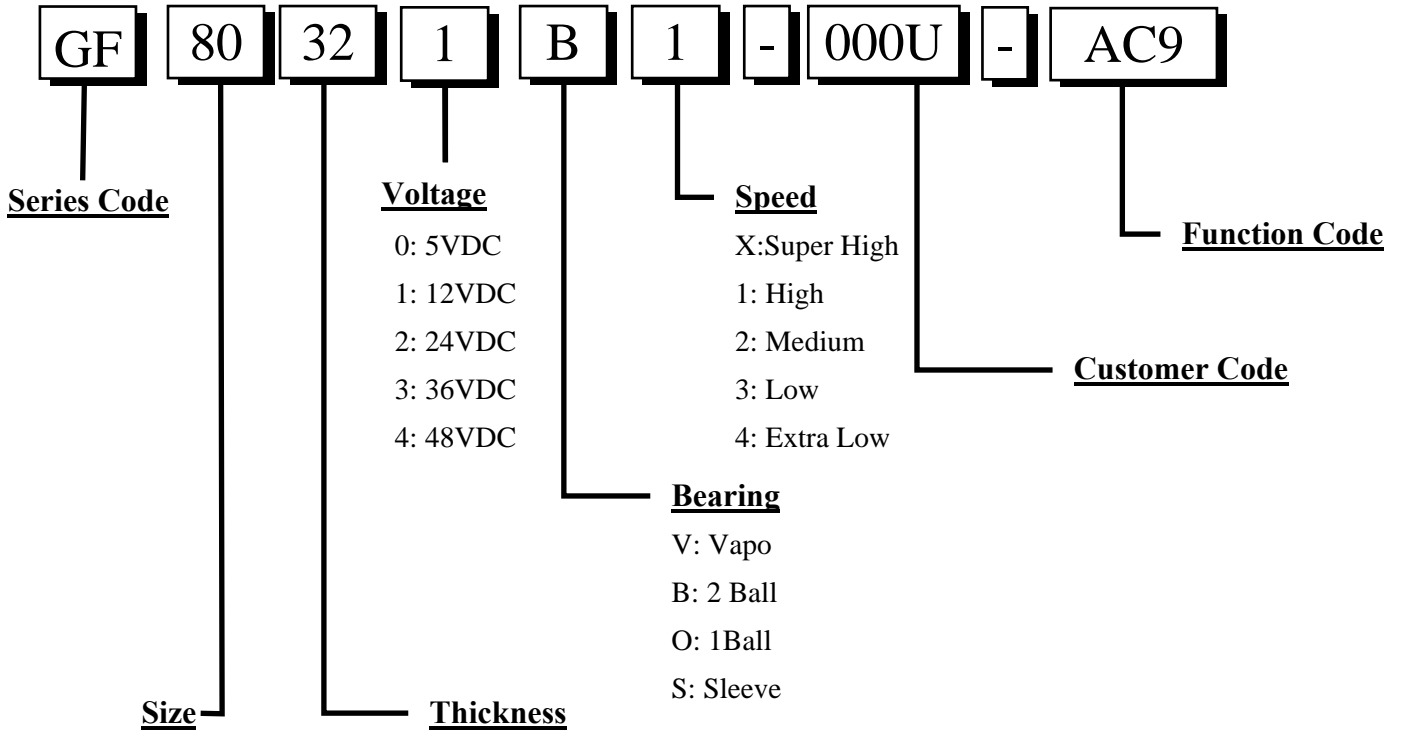 GF 80 32 1 B 1 - 000U - AC9
Series Code
Voltage
0: 5VDC
1: 12VDC
2: 24VDC
3: 36VDC
4: 48VDC
Speed
X:Super High
1: High
2: Medium
3: Low
4: Extra Low
Function Code
Customer Code
Bearing
V: Vapo
B: 2 Ball
O: 1Ball
S: Sleeve
Size
Thickness